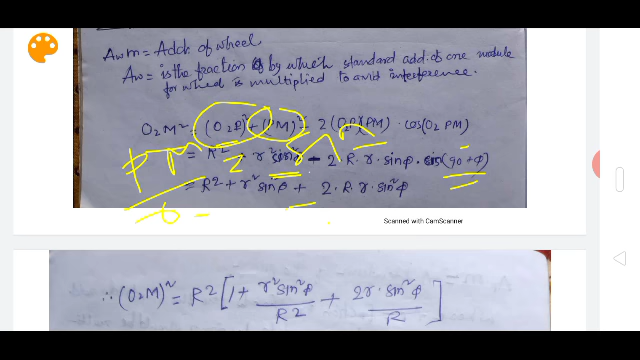 Awm = Add. of wheel
Aw = is the fraction by which standard add. of one module
for wheel is multiplied to avoid interference.
O₂M² = (O₂P)² + (PM)² - 2 (O₂P)(PM) . cos(O₂PM)
= R² + r² sin²Φ - 2. R. r. sinΦ. (90 + Φ)
= R² + r² sin²Φ + 2. R. r. sin²Φ
Scanned with CamScanner
∴ (O₂M)² = R² [1 + r² sin²Φ / R² + 2r. sin²Φ / R]